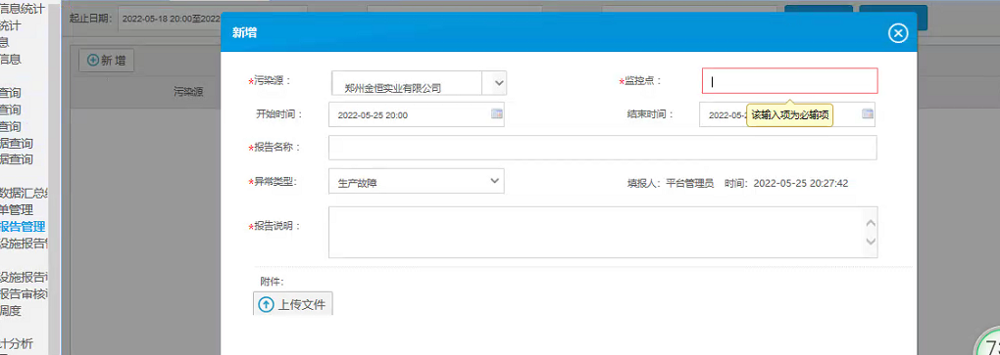 信息统计
统计
息
信息
查询
查询
查询
据查询
据查询
数据汇总
单管理
报告管理
设施报告
设施报告
报告审核
调度
计分析
起止日期: 2022-05-18 20:00至2022
新增
污染源
新增
*污染源： 郑州金恒实业有限公司
*监控点：
开始时间： 2022-05-25 20:00
结束时间： 2022-05-2
该输入项为必输项
*报告名称：
*异常类型: 生产故障
填报人：平台管理员 时间：2022-05-25 20:27:42
*报告说明：
附件:
上传文件